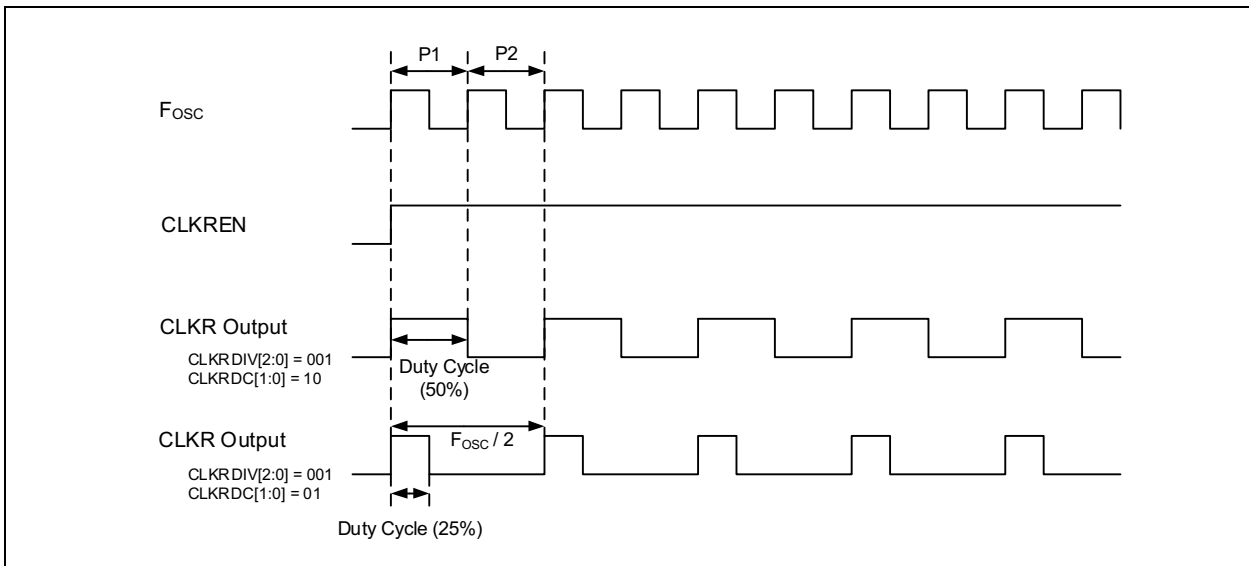 P1 P2
FOSC
CLKREN
CLKR Output
CLKRDIV[2:0] = 001
CLKRDC[1:0] = 10
Duty Cycle
(50%)
CLKR Output
FOSC / 2
CLKRDIV[2:0] = 001
CLKRDC[1:0] = 01
Duty Cycle (25%)